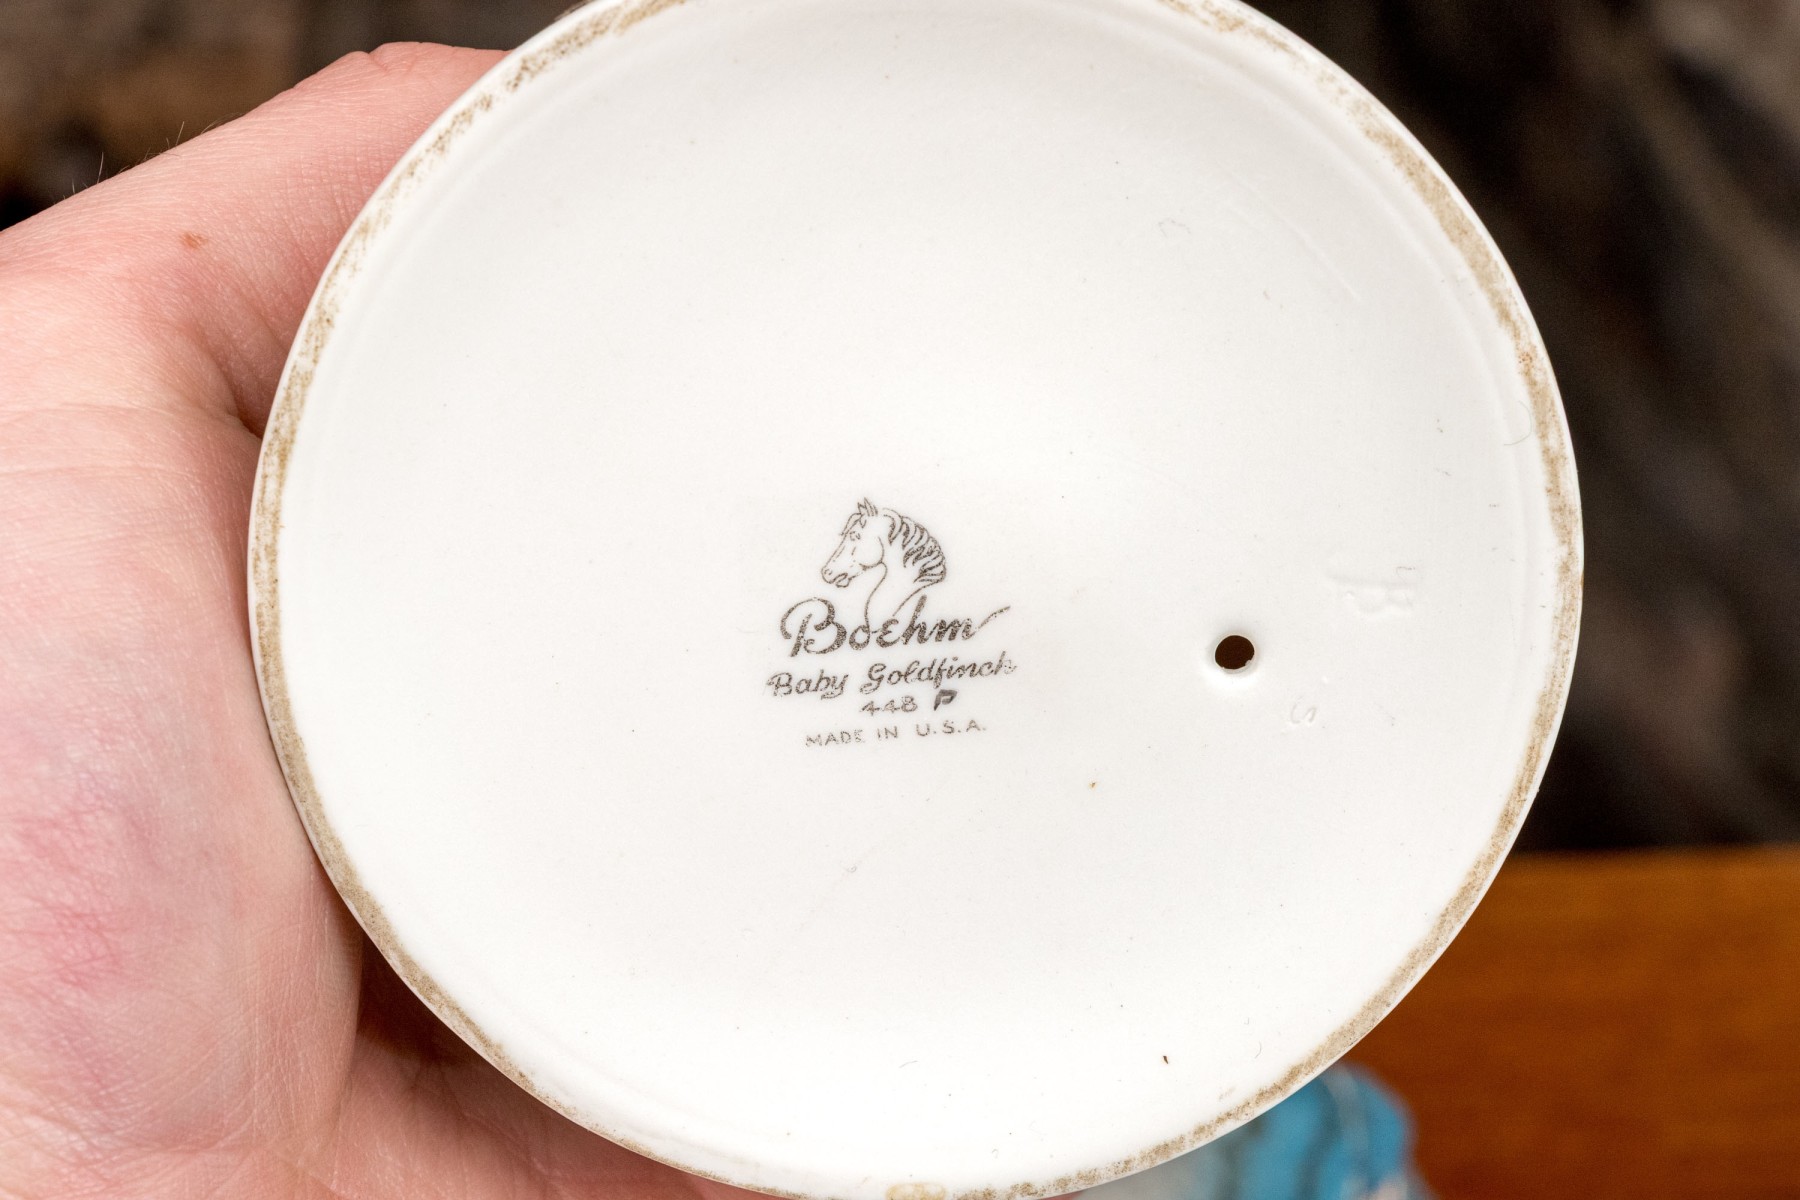 Boehm
Baby Goldfinch
448 P
MADE IN U.S.A.